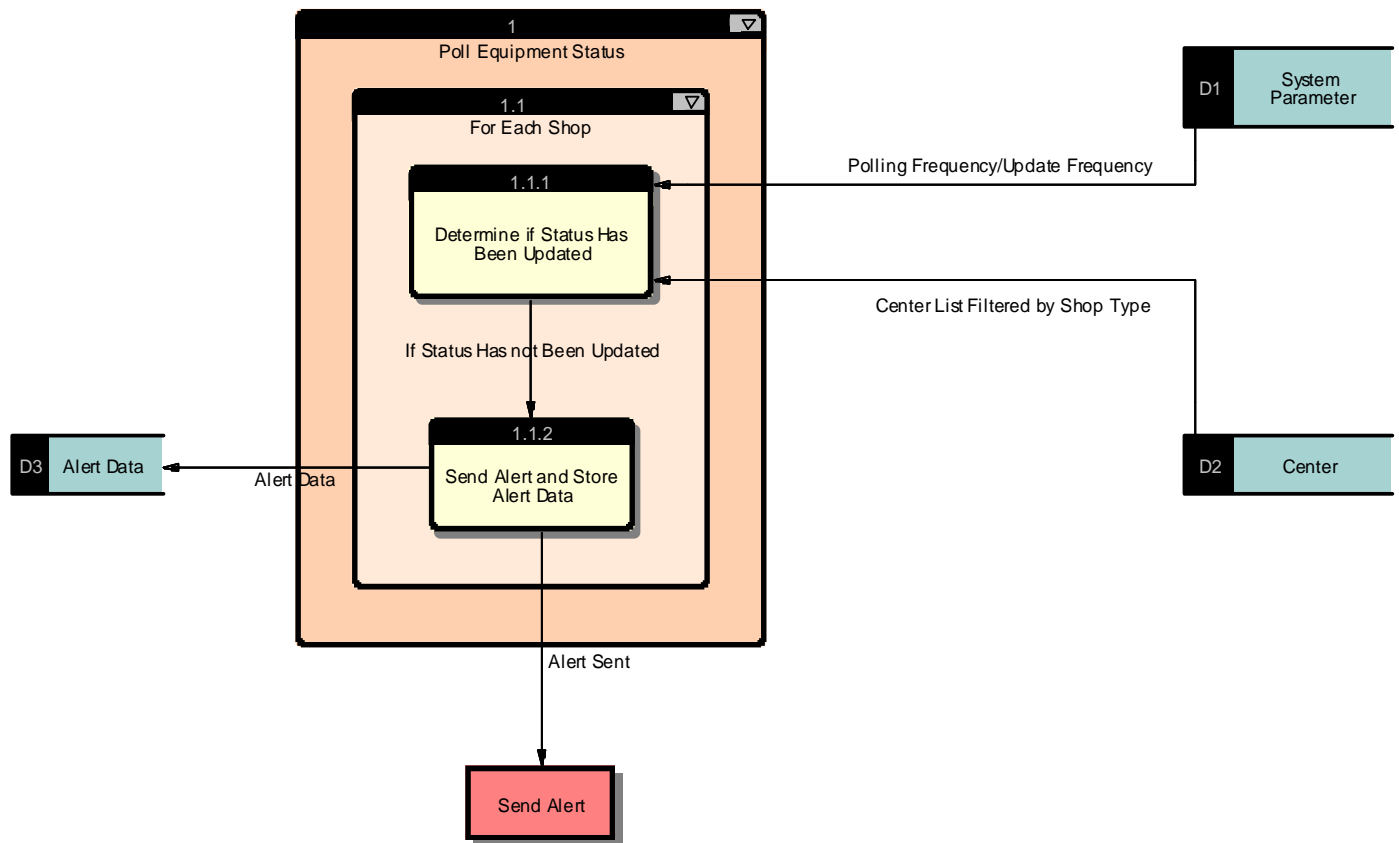 1
Poll Equipment Status
1.1
For Each Shop
D1
System
Parameter
1.1.1
Polling Frequency/Update Frequency
Determine if Status Has
Been Updated
Center List Filtered by Shop Type
If Status Has not Been Updated
1.1.2
D3
Alert Data
Alert Data
Send Alert and Store
Alert Data
D2
Center
Alert Sent
Send Alert